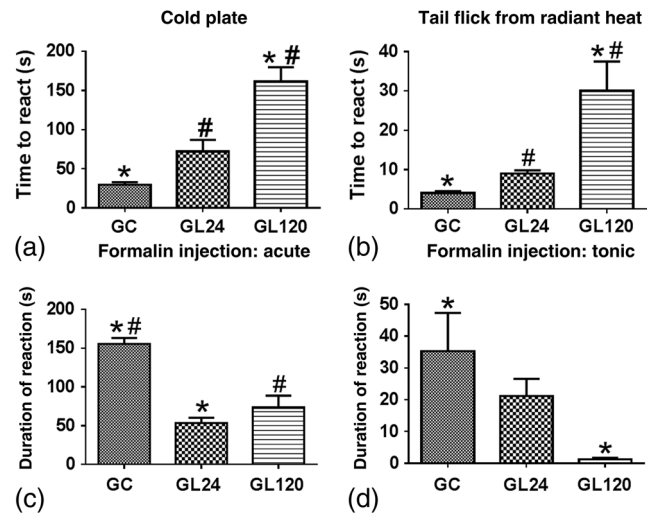 Cold plate
Time to react (s)
200
150
100
50
0
*
#
* #
GC GL24 GL120
(a)
Tail flick from radiant heat
Time to react (s)
40
30
20
10
0
*
#
* #
GC GL24 GL120
(b)
Formalin injection: acute
Duration of reaction (s)
200
150
100
50
0
* #
*
#
GC GL24 GL120
(c)
Formalin injection: tonic
Duration of reaction (s)
50
40
30
20
10
0
*
*
GC GL24 GL120
(d)